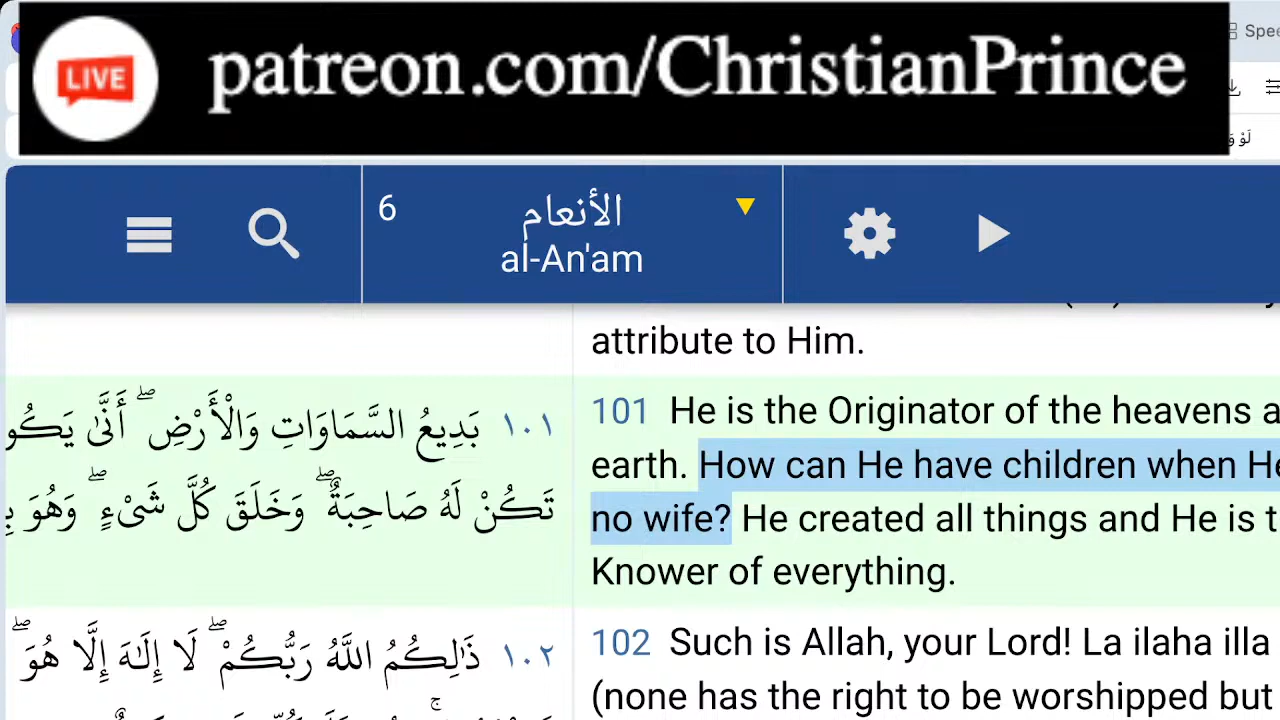 LIVE
patreon.com/ChristianPrince
Spee
لَوْ
6
الأنعام
al-An'am
attribute to Him.
١٠١ بَدِيعُ السَّمَاوَاتِ وَالْأَرْضِ ۖ أَنَّىٰ يَكُو
تَكُنْ لَهُ صَاحِبَةٌ ۖ وَخَلَقَ كُلَّ شَىْءٍ ۖ وَهُوَ بِ
101 He is the Originator of the heavens a
earth. How can He have children when He
no wife? He created all things and He is t
Knower of everything.
١٠٢ ذَٰلِكُمُ اللَّهُ رَبُّكُمْ ۖ لَا إِلَٰهَ إِلَّا هُوَ ۖ
102 Such is Allah, your Lord! La ilaha illa
(none has the right to be worshipped but